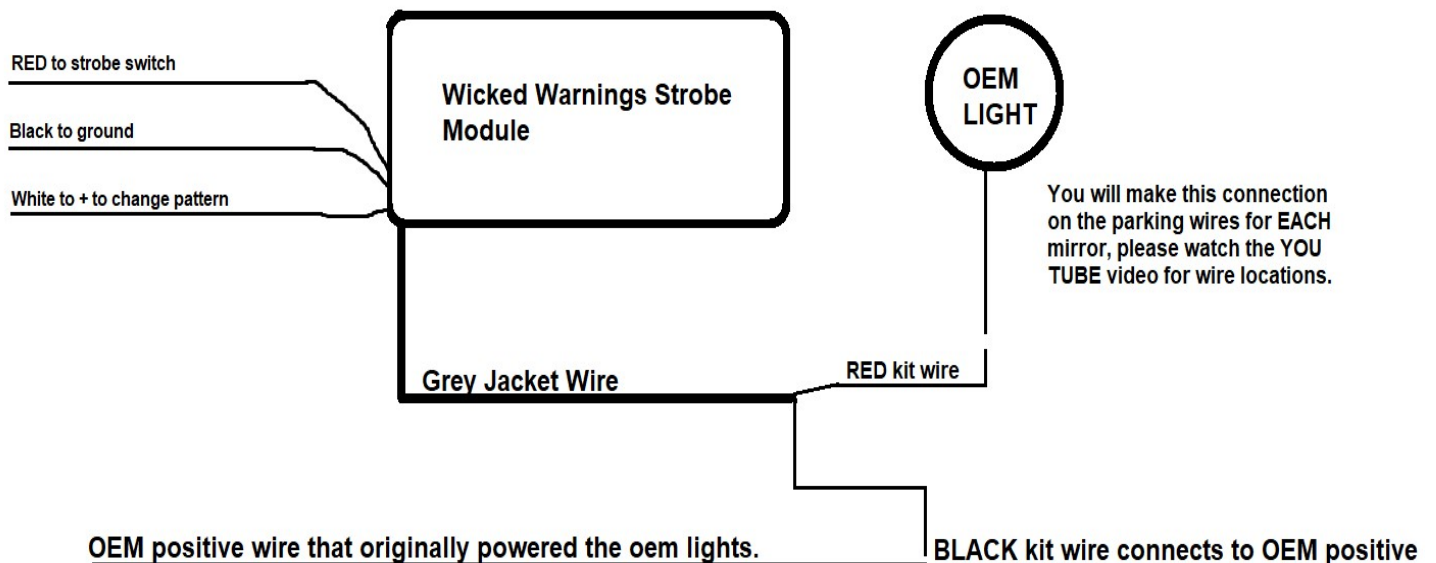 RED to strobe switch
Black to ground
White to + to change pattern
Wicked Warnings Strobe
Module
OEM
LIGHT
You will make this connection
on the parking wires for EACH
mirror, please watch the YOU
TUBE video for wire locations.
Grey Jacket Wire
RED kit wire
OEM positive wire that originally powered the oem lights.
BLACK kit wire connects to OEM positive